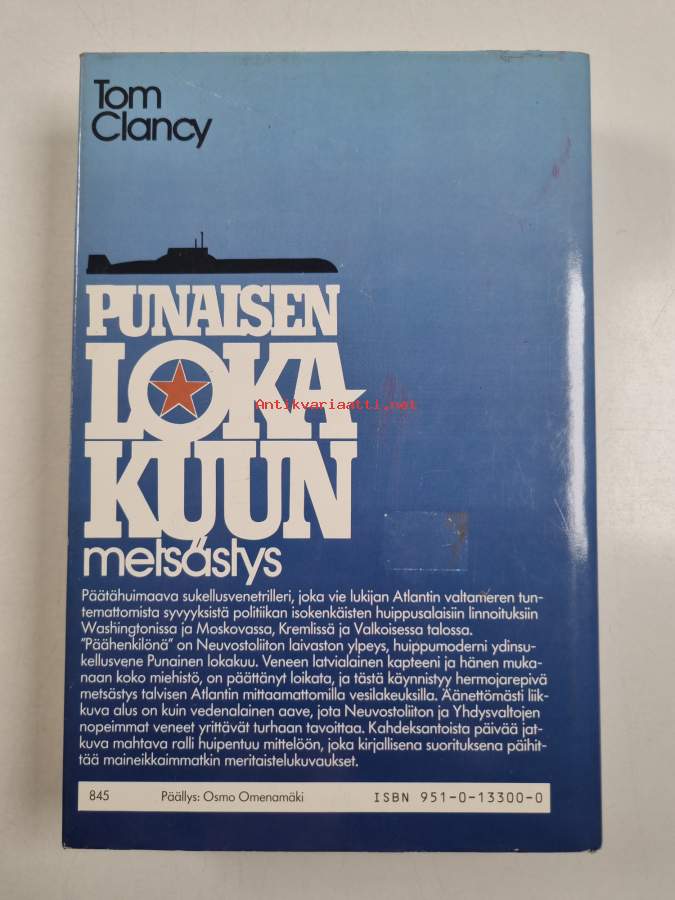 Tom
Clancy
PUNAISEN
LOKA
KUUN
metsästys
Antikvariaatti.net
Päätähuimaava sukellusvenetrilleri, joka vie lukijan Atlantin valtameren tun-
temattomista syvyyksistä politiikan isokenkäisten huippusalaisiin linnoituksiin
Washingtonissa ja Moskovassa, Kremlissä ja Valkoisessa talossa.
"Päähenkilönä" on Neuvostoliiton laivaston ylpeys, huippumoderni ydinsu-
kellusvene Punainen lokakuu. Veneen latvialainen kapteeni ja hänen muka-
naan koko miehistö, on päättänyt loikata, ja tästä käynnistyy hermojarepivä
metsästys talvisen Atlantin mittaamattomilla vesilakeuksilla. Äänettömästi liik-
kuva alus on kuin vedenalainen aave, jota Neuvostoliiton ja Yhdysvaltojen
nopeimmat veneet yrittävät turhaan tavoittaa. Kahdeksantoista päivää jat-
kuva mahtava ralli huipentuu mittelöön, joka kirjallisena suorituksena päihit-
tää maineikkaimmatkin meritaistelukuvaukset.
845 Päällys: Osmo Omenamäki ISBN 951-0-13300-0